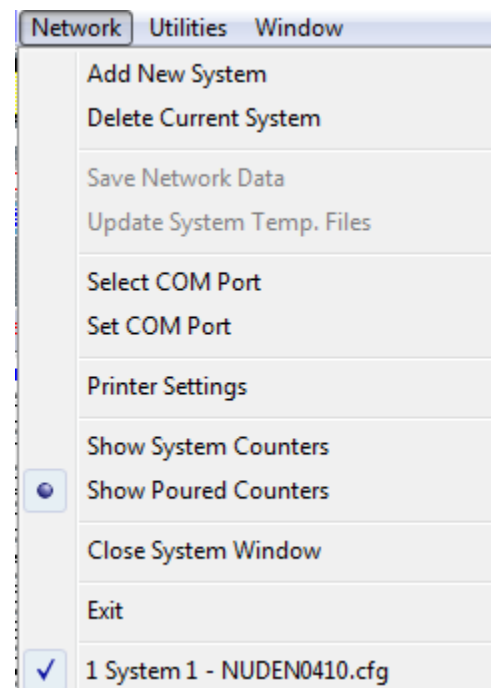 Network Utilities Window
Add New System
Delete Current System
Save Network Data
Update System Temp. Files
Select COM Port
Set COM Port
Printer Settings
Show System Counters
Show Poured Counters
Close System Window
Exit
1 System 1 - NUDEN0410.cfg